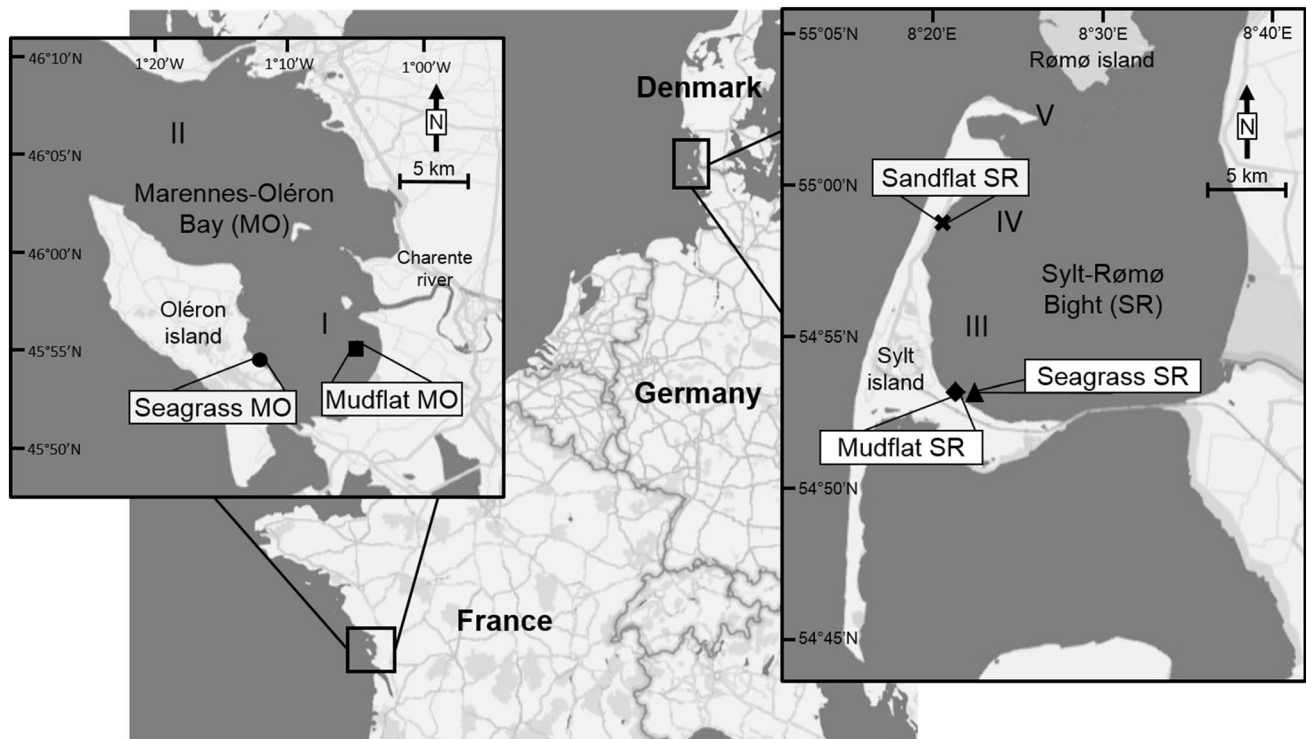 1°20'W
1°10'W
1°00'W
46°10'N
46°05'N
46°00'N
45°55'N
45°50'N
N
5 km
II
Marennes-Oléron
Bay (MO)
Charente
river
Oléron
island
I
Seagrass MO
Mudflat MO
Denmark
Germany
France
8°20'E
8°30'E
8°40'E
55°05'N
55°00'N
54°55'N
54°50'N
54°45'N
Rømø island
N
5 km
V
Sandflat SR
IV
Sylt-Rømø
Bight (SR)
III
Sylt
island
Seagrass SR
Mudflat SR